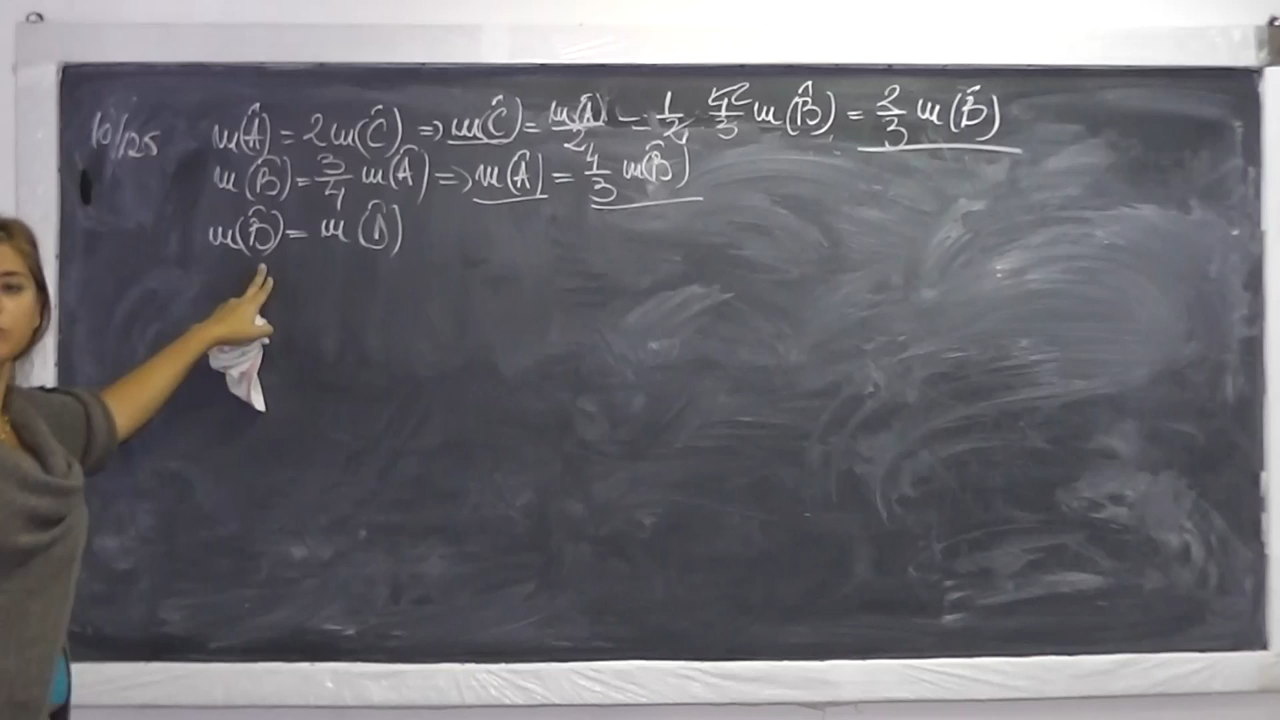 10/125
m(Â) = 2m(Ĉ) => m(Ĉ) = m(Â)/2 = 1/2 · 4/3 m(B̂) = 2/3 m(B̂)
m(B̂) = 3/4 m(Â) => m(Â) = 4/3 m(B̂)
m(B̂) = m(D̂)